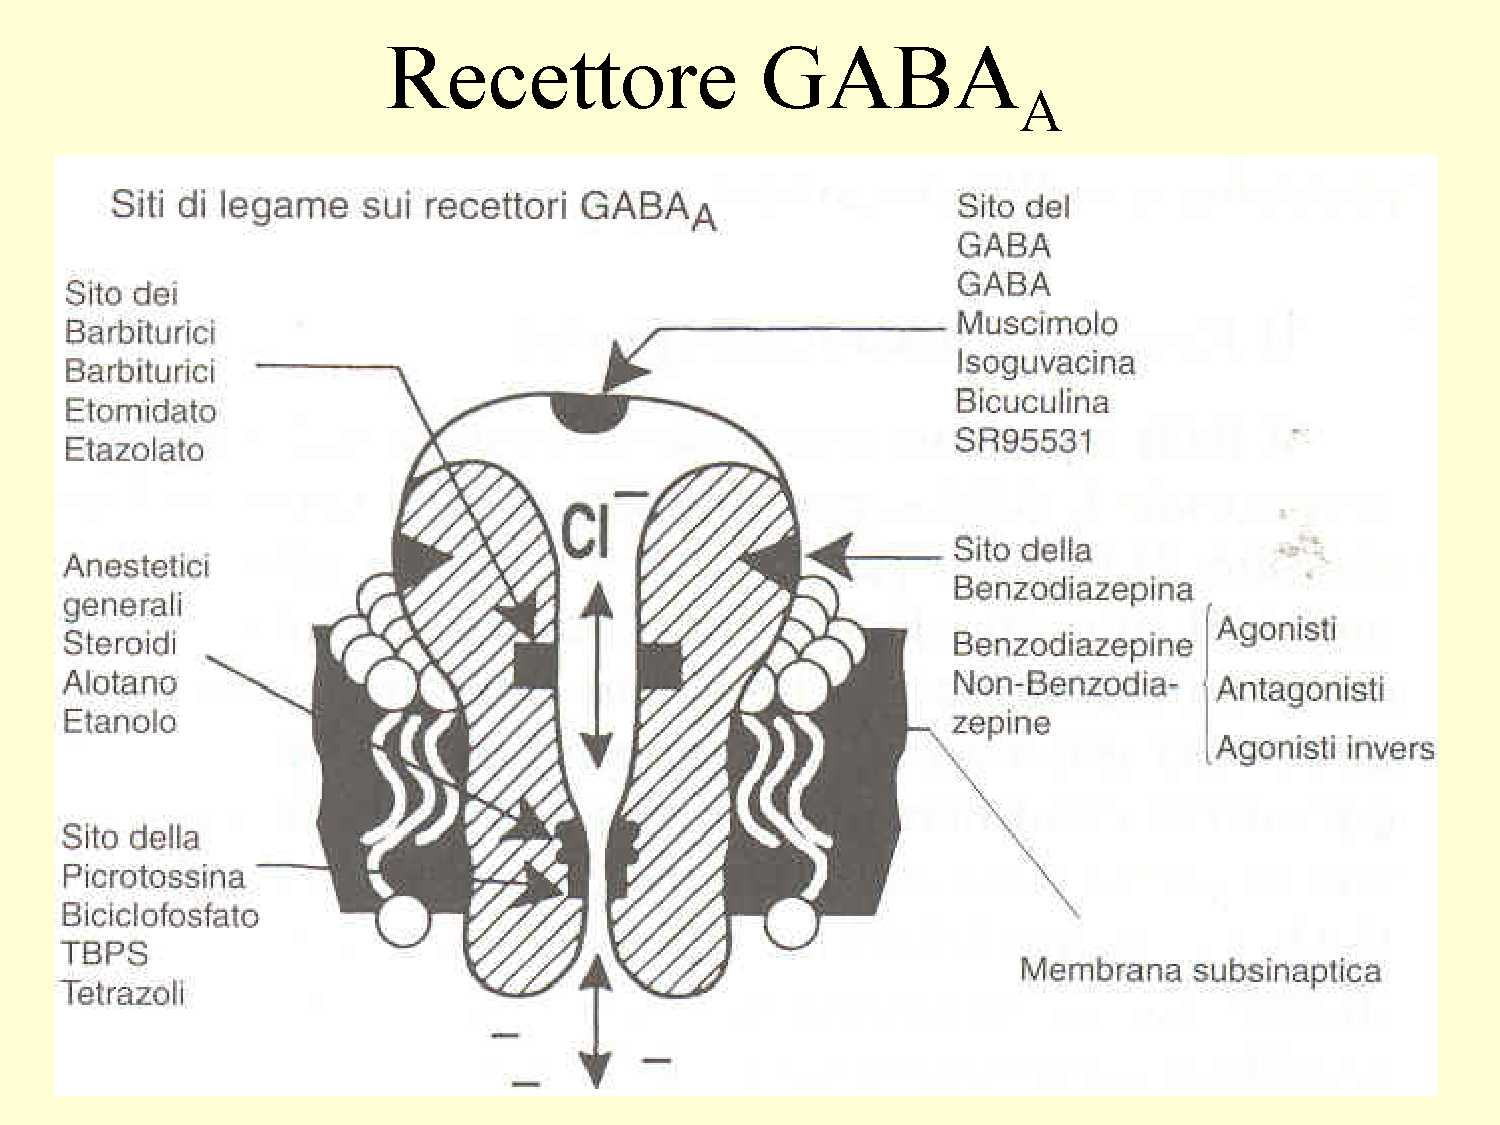 Recettore GABA A
Siti di legame sui recettori GABA A
Sito dei
Barbiturici
Barbiturici
Etomidato
Etazolato
Anestetici
generali
Steroidi
Alotano
Etanolo
Sito della
Picrotossina
Biciclofosfato
TBPS
Tetrazoli
Cl−
−
−
−
Sito del
GABA
GABA
Muscimolo
Isoguvacina
Bicuculina
SR95531
Sito della
Benzodiazepina
Benzodiazepine
Non-Benzodia-
zepine
Agonisti
Antagonisti
Agonisti invers
Membrana subsinaptica